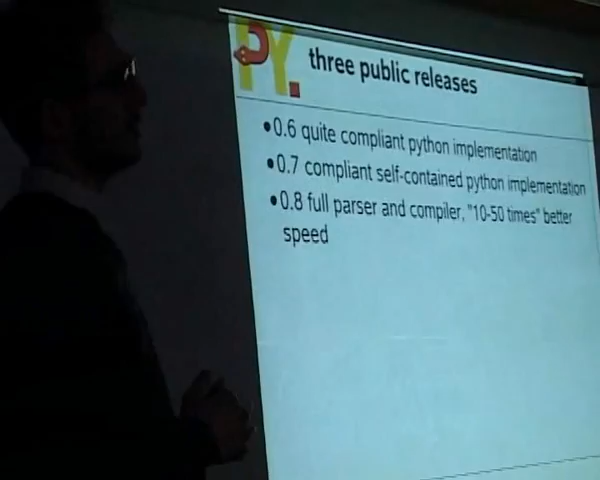 PY.
three public releases
•0.6 quite compliant python implementation
•0.7 compliant self-contained python implementation
•0.8 full parser and compiler, "10-50 times" better
speed